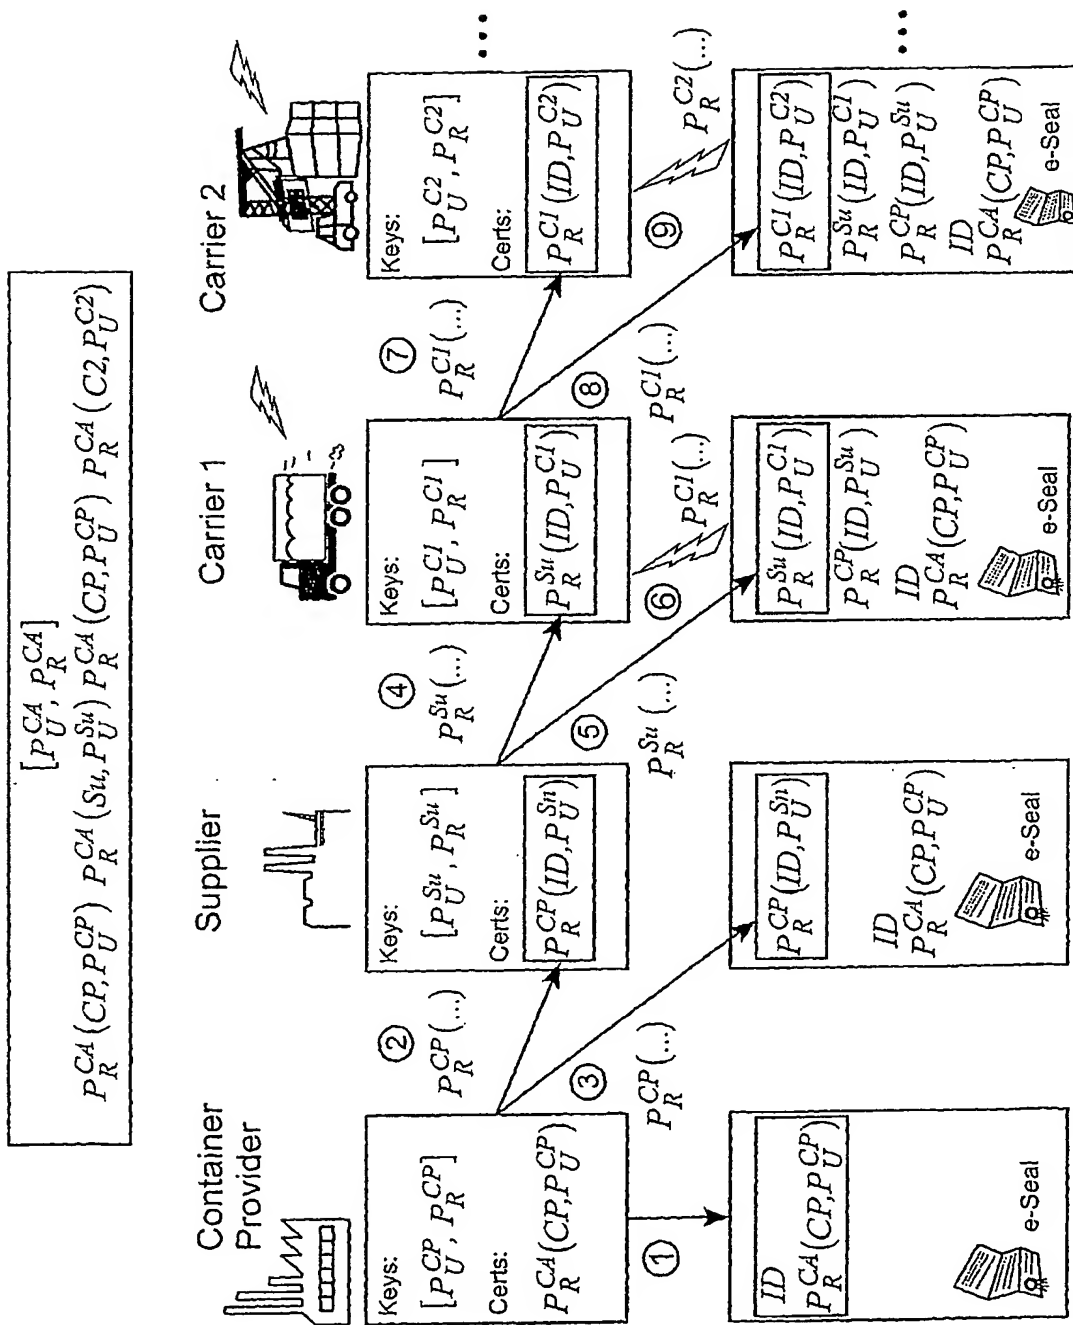 [P_U^{CA}, P_R^{CA}]
P_R^{CA}(CP,P_U^{CP}) P_R^{CA}(Su,P_U^{Su}) P_R^{CA}(CP,P_U^{CP}) P_R^{CA}(C2,P_U^{C2})
Container
Provider
Keys:
[P_U^{CP}, P_R^{CP}]
Certs:
P_R^{CA}(CP,P_U^{CP})
①
ID
P_R^{CA}(CP,P_U^{CP})
e-Seal
②
P_R^{CP}(...)
③
P_R^{CP}(...)
Supplier
Keys:
[P_U^{Su}, P_R^{Su}]
Certs:
P_R^{CP}(ID,P_U^{Sn})
P_R^{CP}(ID,P_U^{Sn})
ID
P_R^{CA}(CP,P_U^{CP})
e-Seal
④
P_R^{Su}(...)
⑤
P_R^{Su}(...)
Carrier 1
Keys:
[P_U^{C1}, P_R^{C1}]
Certs:
P_R^{Su}(ID,P_U^{C1})
⑥
P_R^{C1}(...)
P_R^{Su}(ID,P_U^{C1})
P_R^{CP}(ID,P_U^{Su})
ID
P_R^{CA}(CP,P_U^{CP})
e-Seal
⑦
P_R^{C1}(...)
⑧
P_R^{C1}(...)
Carrier 2
Keys:
[P_U^{C2}, P_R^{C2}]
Certs:
P_R^{C1}(ID,P_U^{C2})
⑨
P_R^{C2}(...)
P_R^{C1}(ID,P_U^{C2})
P_R^{Su}(ID,P_U^{C1})
P_R^{CP}(ID,P_U^{Su})
ID
P_R^{CA}(CP,P_U^{CP})
e-Seal
...
...